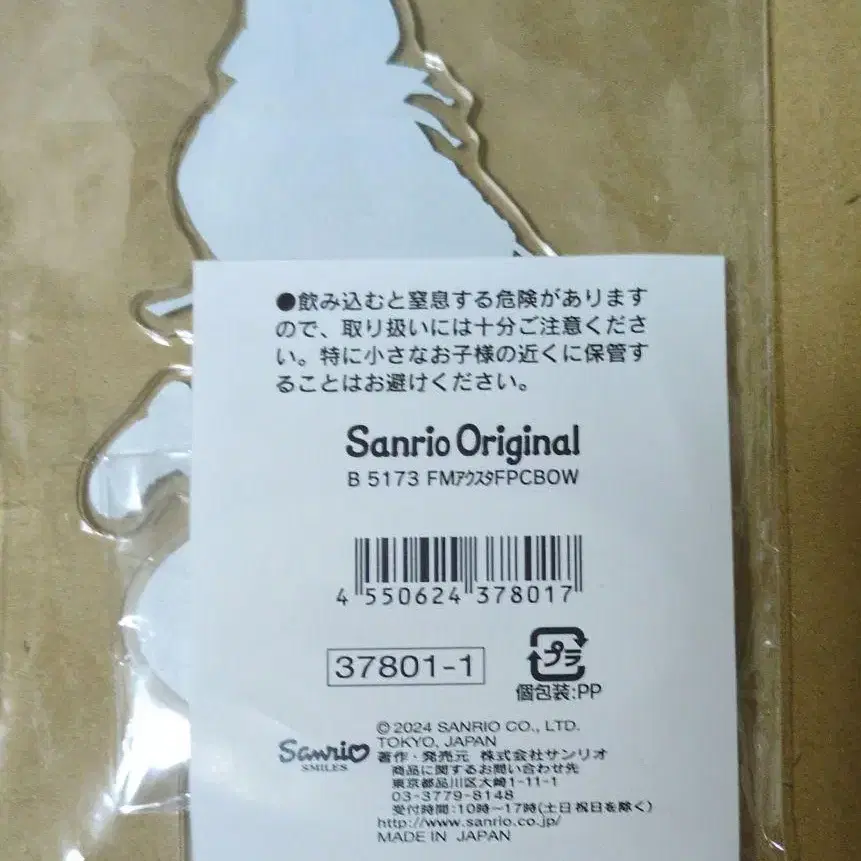 ●飲み込むと窒息する危険があります
ので、取り扱いには十分ご注意くださ
い。特に小さなお子様の近くに保管す
ることはお避けください。
Sanrio Original
B 5173 FMアクスタFPCBOW
4 550624 378017
37801-1
プラ
個包装:PP
Sanrio
SMILES
© 2024 SANRIO CO., LTD.
TOKYO, JAPAN
著作・発売元 株式会社サンリオ
商品に関するお問い合わせ先
東京都品川区大崎1-11-1
03-3779-8148
受付時間:10時〜17時(土日祝日を除く)
http://www.sanrio.co.jp/
MADE IN JAPAN